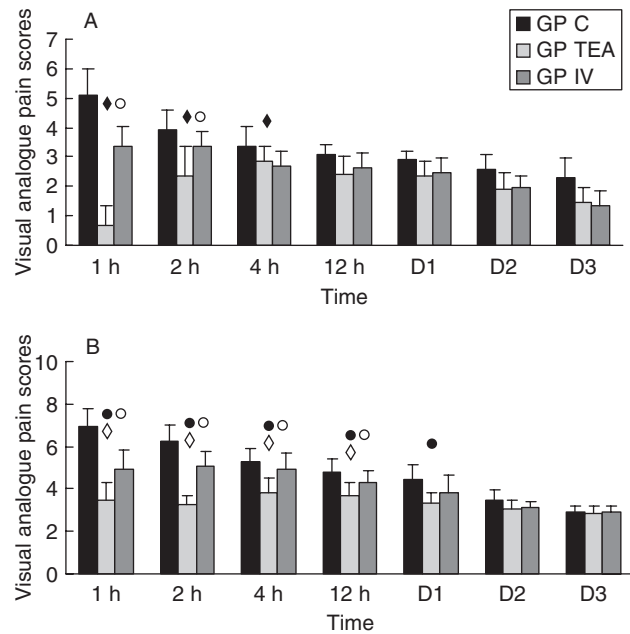 A
GP C
GP TEA
GP IV
Visual analogue pain scores
7
6
5
4
3
2
1
0
1 h 2 h 4 h 12 h D1 D2 D3
Time
B
Visual analogue pain scores
10
8
6
4
2
0
1 h 2 h 4 h 12 h D1 D2 D3
Time